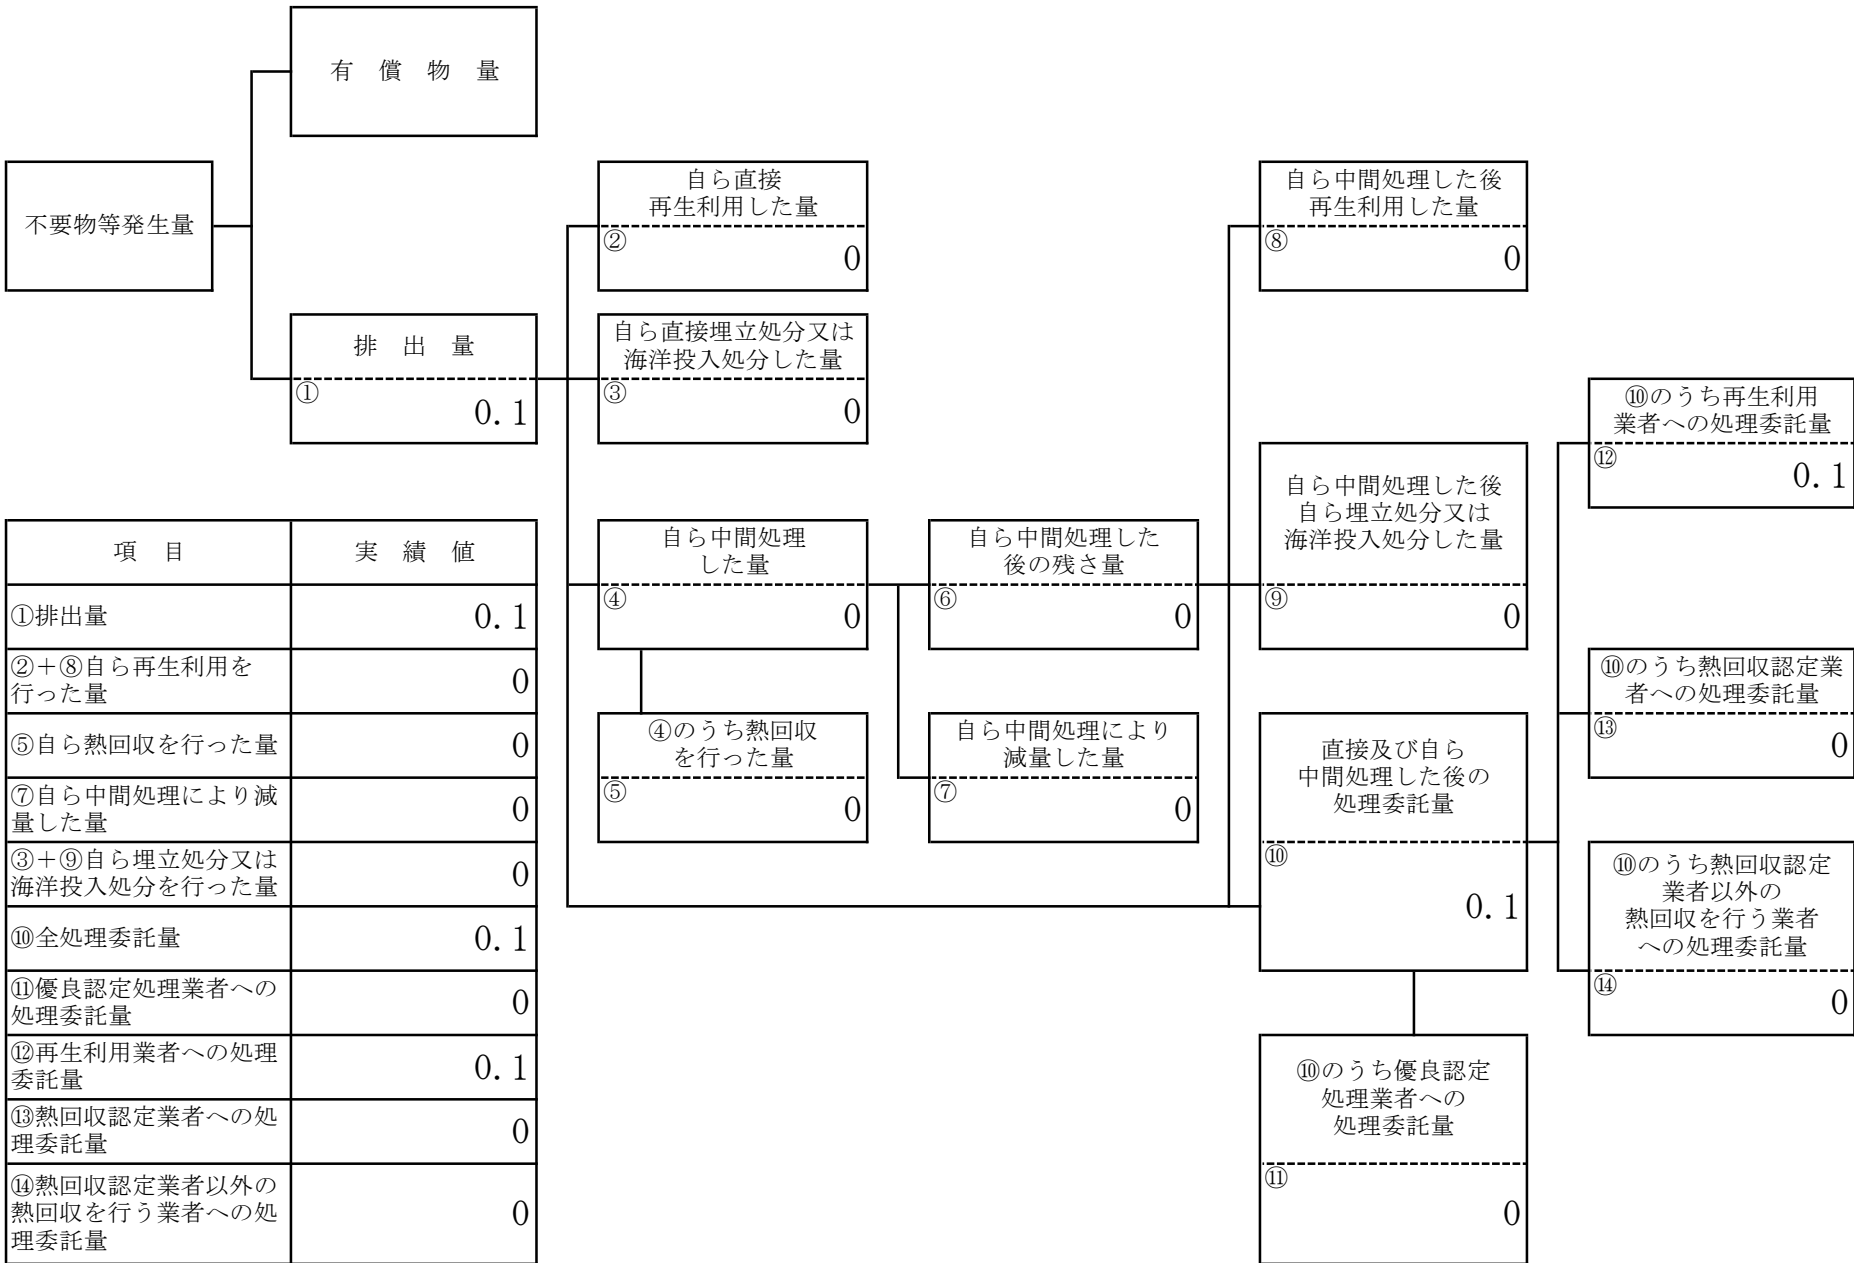 有　償　物　量
不要物等発生量
排　出　量
①
0.1
自ら直接
再生利用した量
②
0
自ら直接埋立処分又は
海洋投入処分した量
③
0
自ら中間処理
した量
④
0
④のうち熱回収
を行った量
⑤
0
自ら中間処理した
後の残さ量
⑥
0
自ら中間処理により
減量した量
⑦
0
自ら中間処理した後
再生利用した量
⑧
0
自ら中間処理した後
自ら埋立処分又は
海洋投入処分した量
⑨
0
直接及び自ら
中間処理した後の
処理委託量
⑩
0.1
⑩のうち優良認定
処理業者への
処理委託量
⑪
0
⑩のうち再生利用
業者への処理委託量
⑫
0.1
⑩のうち熱回収認定業
者への処理委託量
⑬
0
⑩のうち熱回収認定
業者以外の
熱回収を行う業者
への処理委託量
⑭
0
項　目　実　績　値
①排出量　0.1
②＋⑧自ら再生利用を
行った量　0
⑤自ら熱回収を行った量　0
⑦自ら中間処理により減
量した量　0
③＋⑨自ら埋立処分又は
海洋投入処分を行った量　0
⑩全処理委託量　0.1
⑪優良認定処理業者への
処理委託量　0
⑫再生利用業者への処理
委託量　0.1
⑬熱回収認定業者への処
理委託量　0
⑭熱回収認定業者以外の
熱回収を行う業者への処
理委託量　0